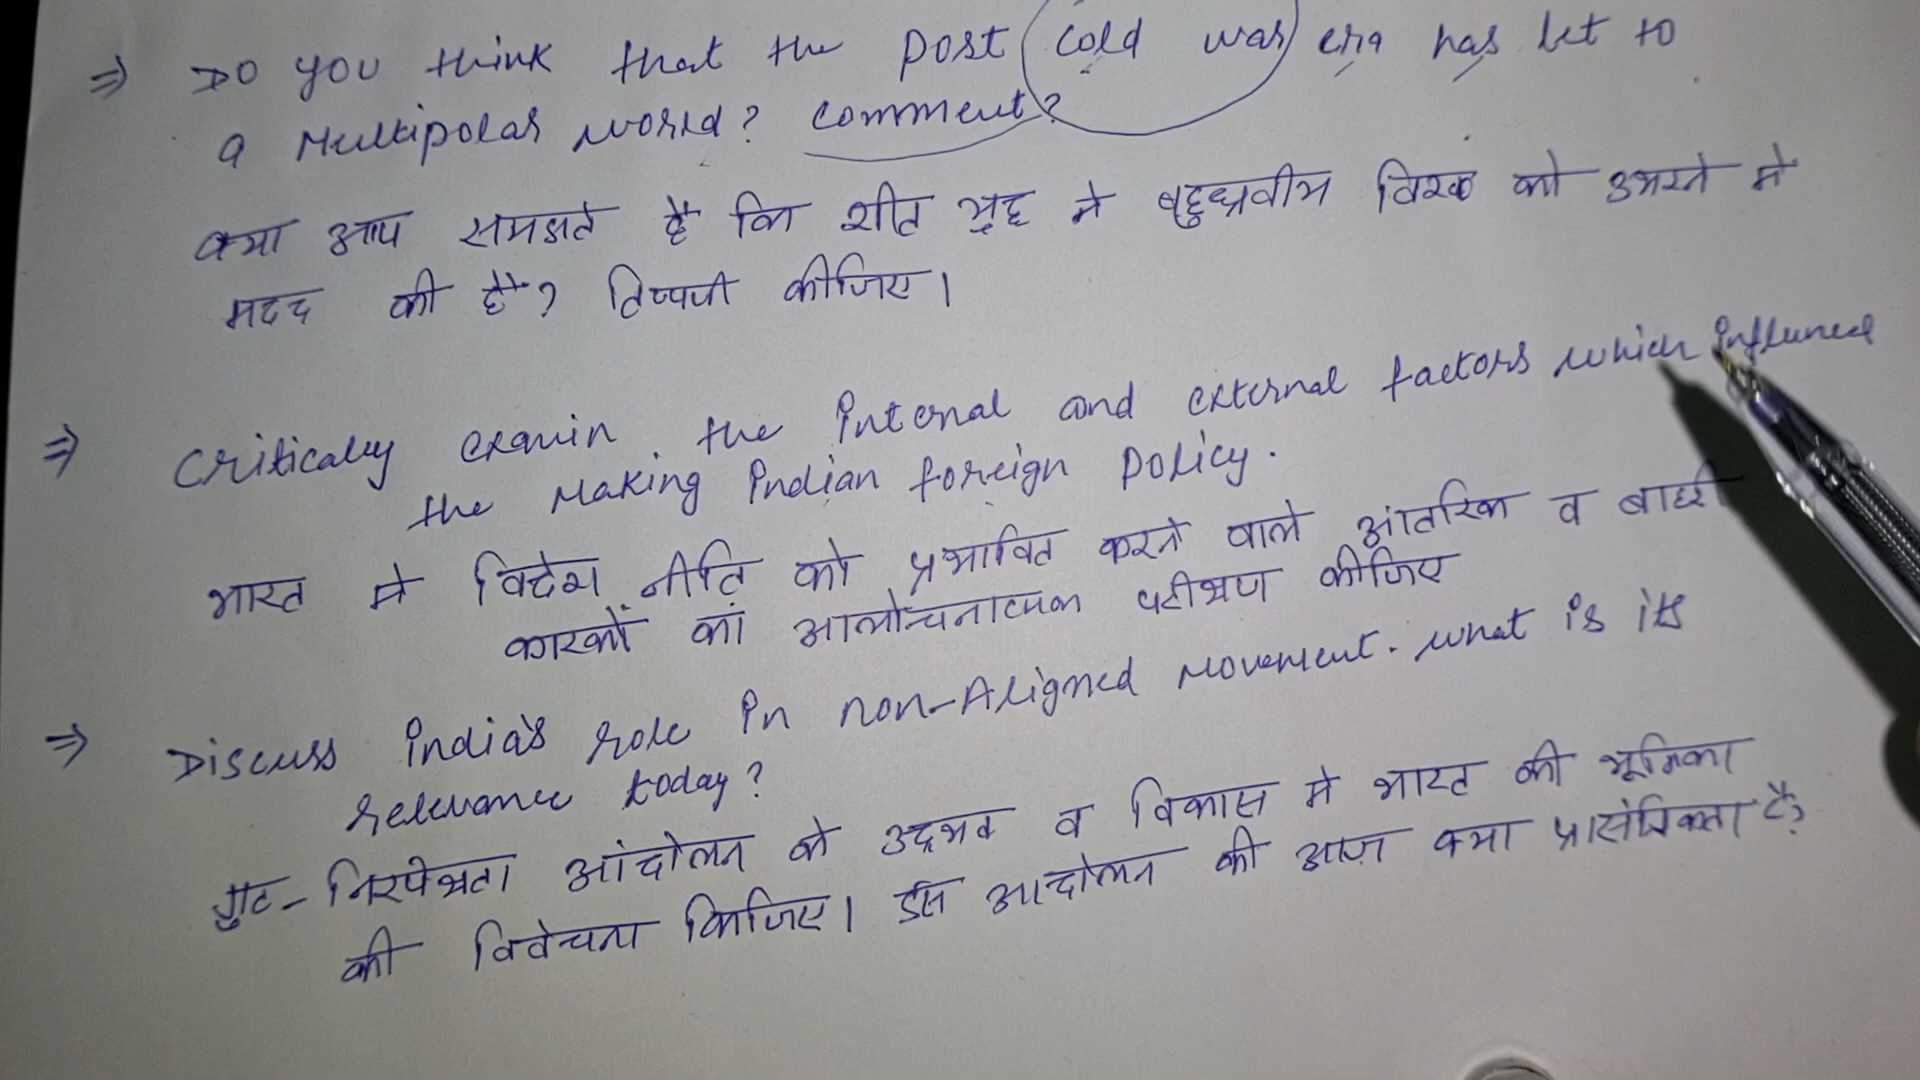 ⇒ Do you think that the post cold war era has let to
a Multipolar world? comment?
क्या आप समझते है कि शीत युद्ध ने बहुध्रुवीय विश्व को उभरने मे
मदद की है? टिप्पणी कीजिए।
⇒ Critically examin the internal and external factors which influnced
the Making indian foreign policy.
भारत मे विदेश नीति को प्रभावित करने वाले आंतरिक व बाहरी
कारकों का आलोचनात्मक परीक्षण कीजिए
⇒ Discuss india's role in non-Aligned movement. what is its
relevance today?
गुट-निरपेक्षता आंदोलन के उद्भव व विकास मे भारत की भूमिका
की विवेचना किजिए। इस आन्दोलन की आज क्या प्रासंगिकता है?